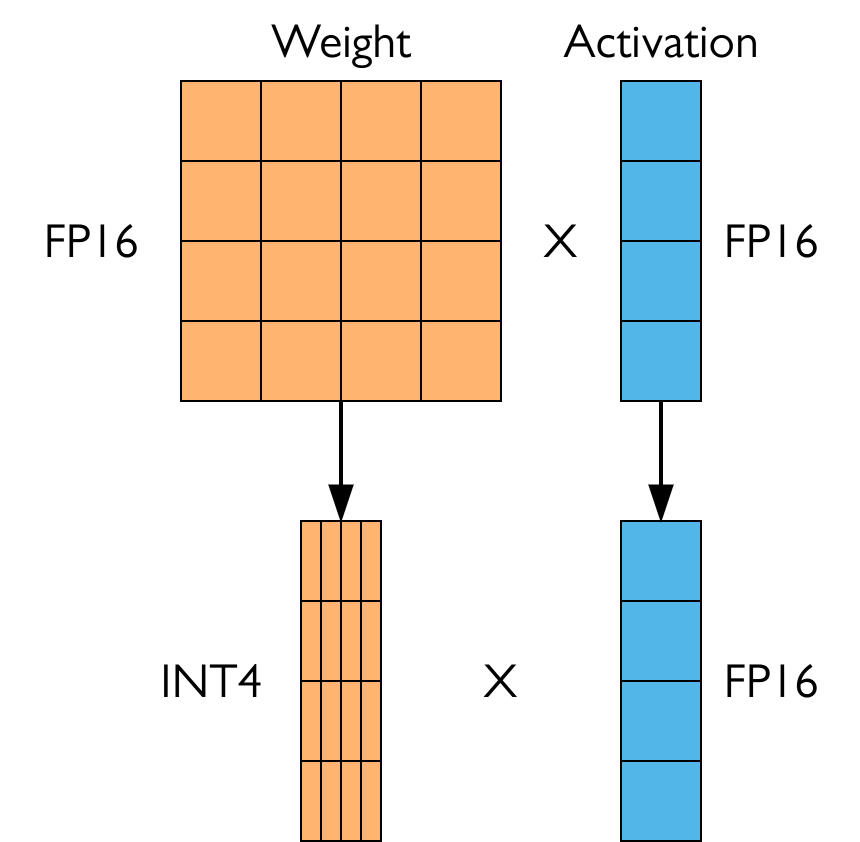 Weight
Activation
FP16
X
FP16
INT4
X
FP16